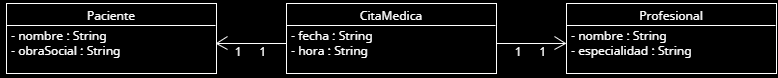 Paciente
- nombre : String
- obraSocial : String
1 1
CitaMedica
- fecha : String
- hora : String
1 1
Profesional
- nombre : String
- especialidad : String